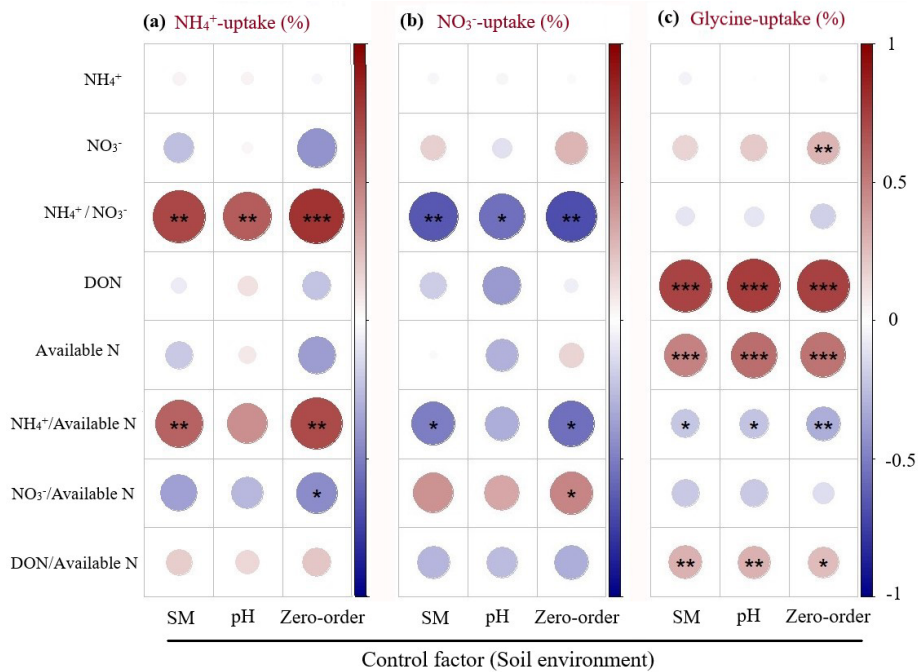 (a) NH₄⁺-uptake (%)
(b) NO₃⁻-uptake (%)
(c) Glycine-uptake (%)
NH₄⁺
NO₃⁻
** *
NH₄⁺/NO₃⁻ ** ** *** ** * **
DON *** *** ***
Available N *** *** ***
NH₄⁺/Available N ** ** * * * * **
NO₃⁻/Available N * *
DON/Available N ** ** *
1
0.5
0
-0.5
-1
SM pH Zero-order SM pH Zero-order SM pH Zero-order
Control factor (Soil environment)